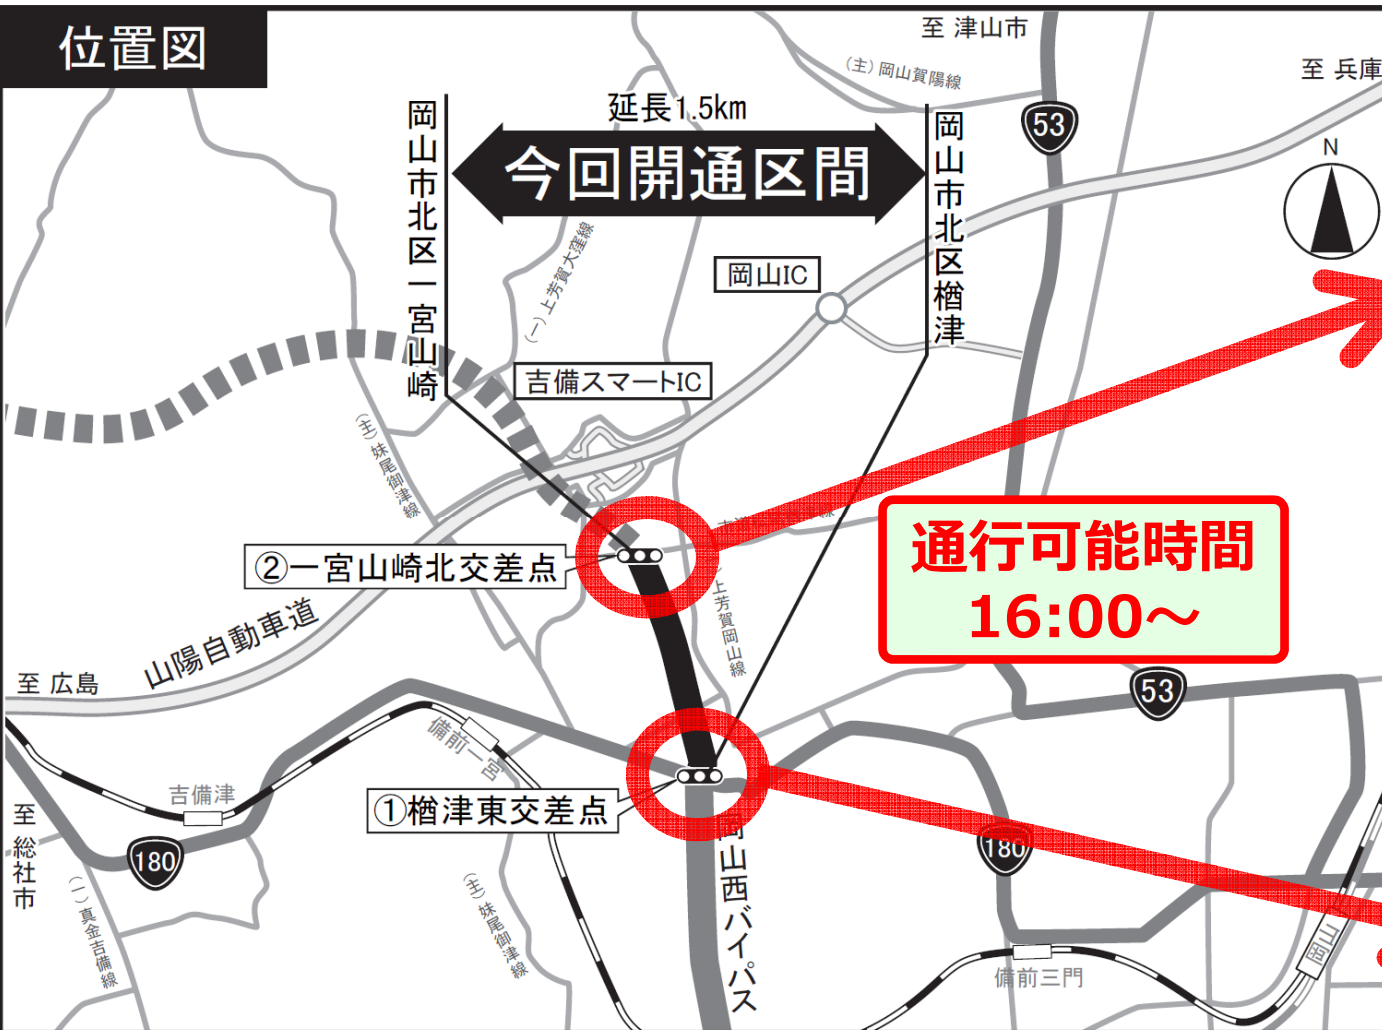 位置図
至 津山市
(主)岡山賀陽線
至 兵庫
延長1.5km
53
N
今回開通区間
岡山市北区一宮山崎
岡山市北区楢津
(一)上芳賀大窪線
岡山IC
吉備スマートIC
(主)妹尾御津線
②一宮山崎北交差点
通行可能時間
16:00～
上芳賀岡山線
山陽自動車道
至 広島
53
備前一宮
吉備津
①楢津東交差点
至 総社市
180
180
岡山西バイパス
(一)真金吉備線
(主)妹尾御津線
岡山
備前三門